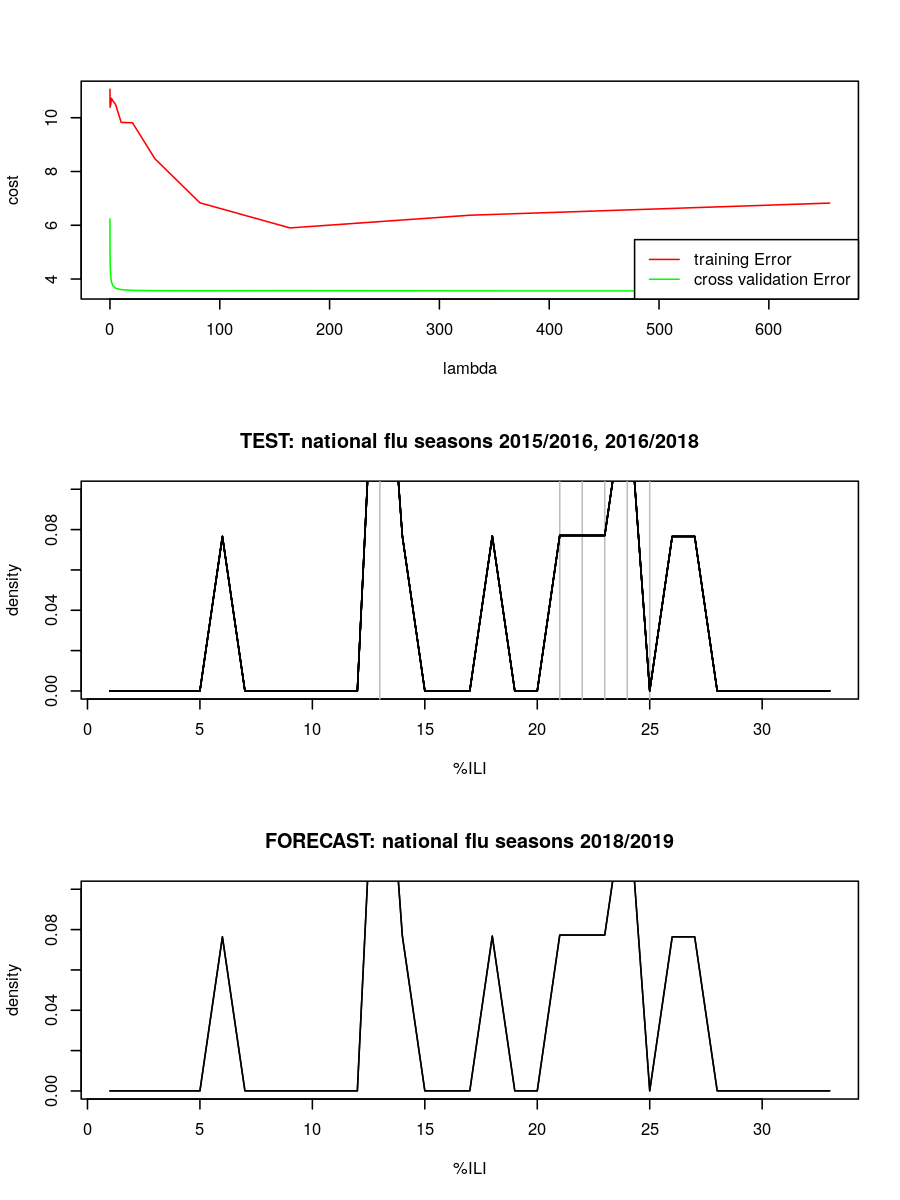 10
8
6
4
cost
training Error
cross validation Error
0 100 200 300 400 500 600
lambda
TEST: national flu seasons 2015/2016, 2016/2018
0.08
0.04
0.00
density
0 5 10 15 20 25 30
%ILI
FORECAST: national flu seasons 2018/2019
0.08
0.04
0.00
density
0 5 10 15 20 25 30
%ILI